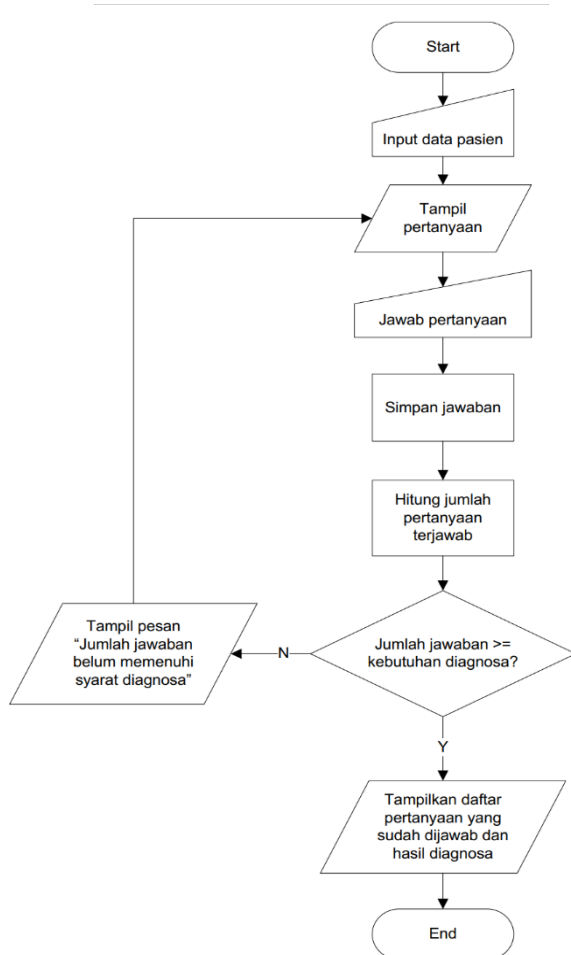 Start
Input data pasien
Tampil
pertanyaan
Jawab pertanyaan
Simpan jawaban
Hitung jumlah
pertanyaan
terjawab
Jumlah jawaban >=
kebutuhan diagnosa?
N
Tampil pesan
“Jumlah jawaban
belum memenuhi
syarat diagnosa”
Y
Tampilkan daftar
pertanyaan yang
sudah dijawab dan
hasil diagnosa
End